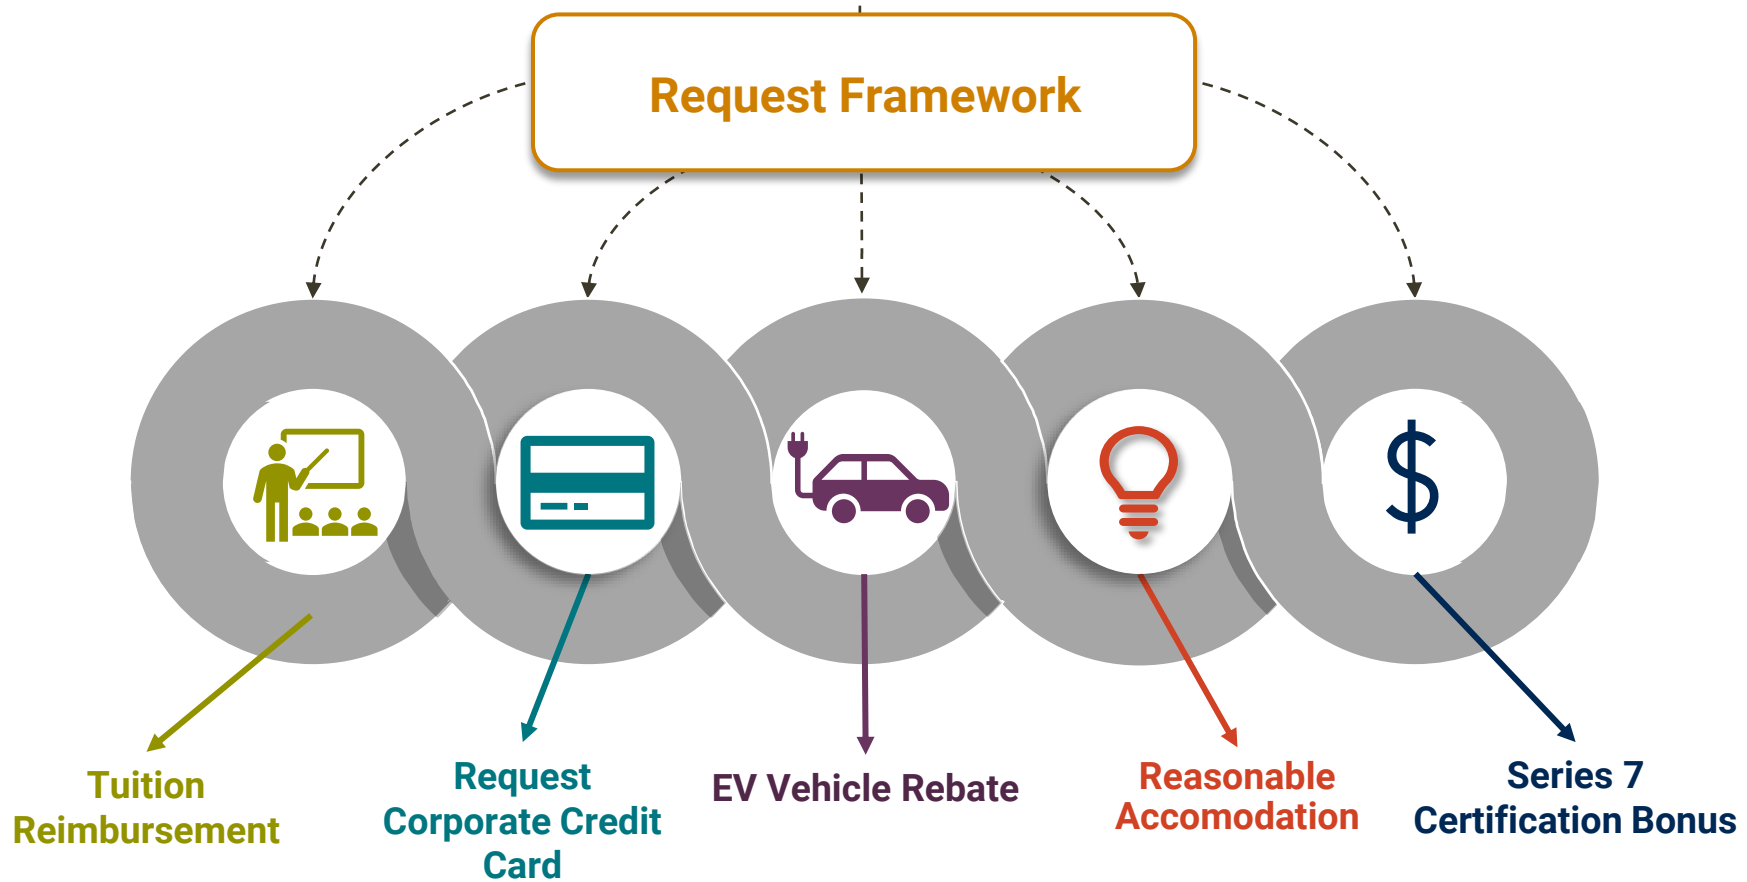 Request Framework
Tuition
Reimbursement
Request
Corporate Credit
Card
EV Vehicle Rebate
Reasonable
Accomodation
Series 7
Certification Bonus